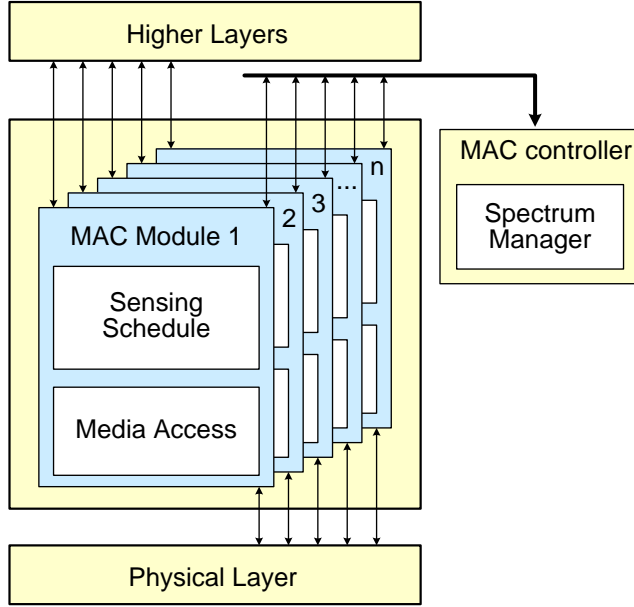 Higher Layers
MAC controller
Spectrum
Manager
n
...
3
2
MAC Module 1
Sensing
Schedule
Media Access
Physical Layer